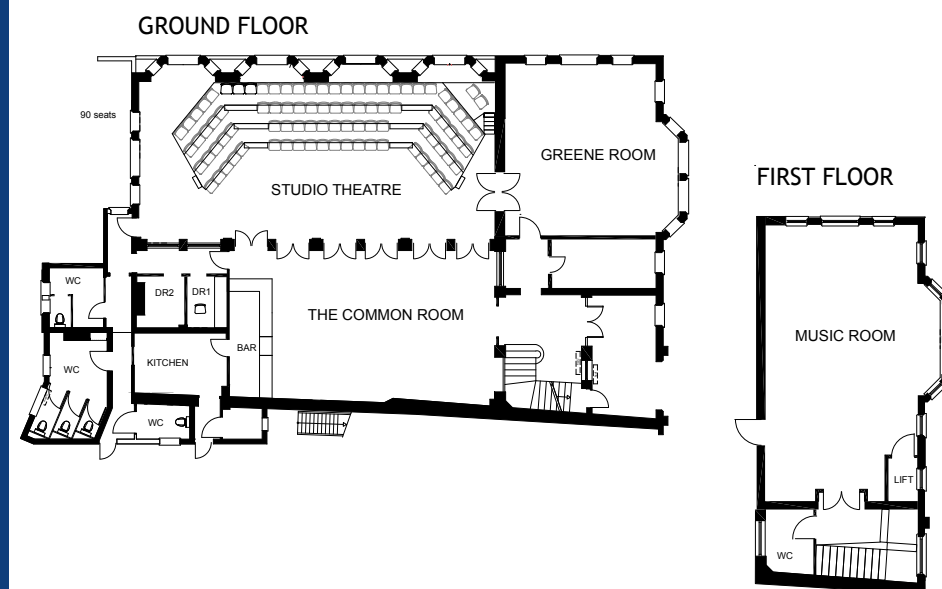 GROUND FLOOR
90 seats
GREENE ROOM
STUDIO THEATRE
FIRST FLOOR
WC
DR2
DR1
THE COMMON ROOM
MUSIC ROOM
BAR
KITCHEN
WC
WC
LIFT
WC